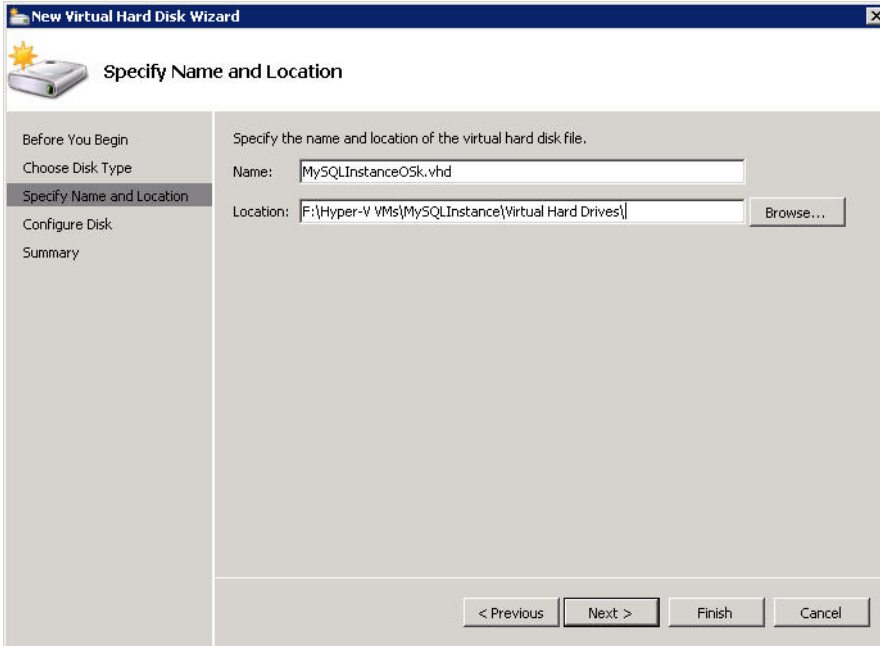 New Virtual Hard Disk Wizard
Specify Name and Location
Before You Begin
Choose Disk Type
Specify Name and Location
Configure Disk
Summary
Specify the name and location of the virtual hard disk file.
Name: MySQLInstanceOSk.vhd
Location: F:\Hyper-V VMs\MySQLInstance\Virtual Hard Drives\ Browse...
< Previous Next > Finish Cancel